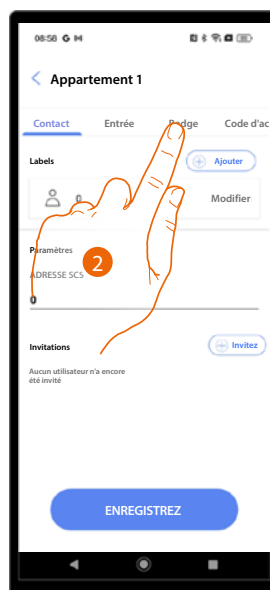 08:58 G M
Appartement 1
Contact Entrée Badge Code d'ac
Labels Ajouter
0 Modifier
Paramètres
2
ADRESSE SCS
0
Invitations Invitez
Aucun utilisateur n'a encore
été invité
ENREGISTREZ